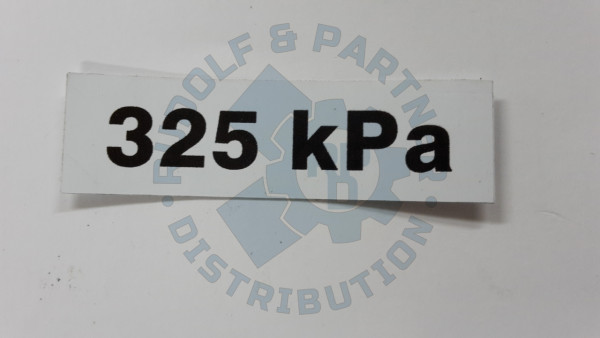 RUDOLF & PARTNER
325 kPa
DISTRIBUTION